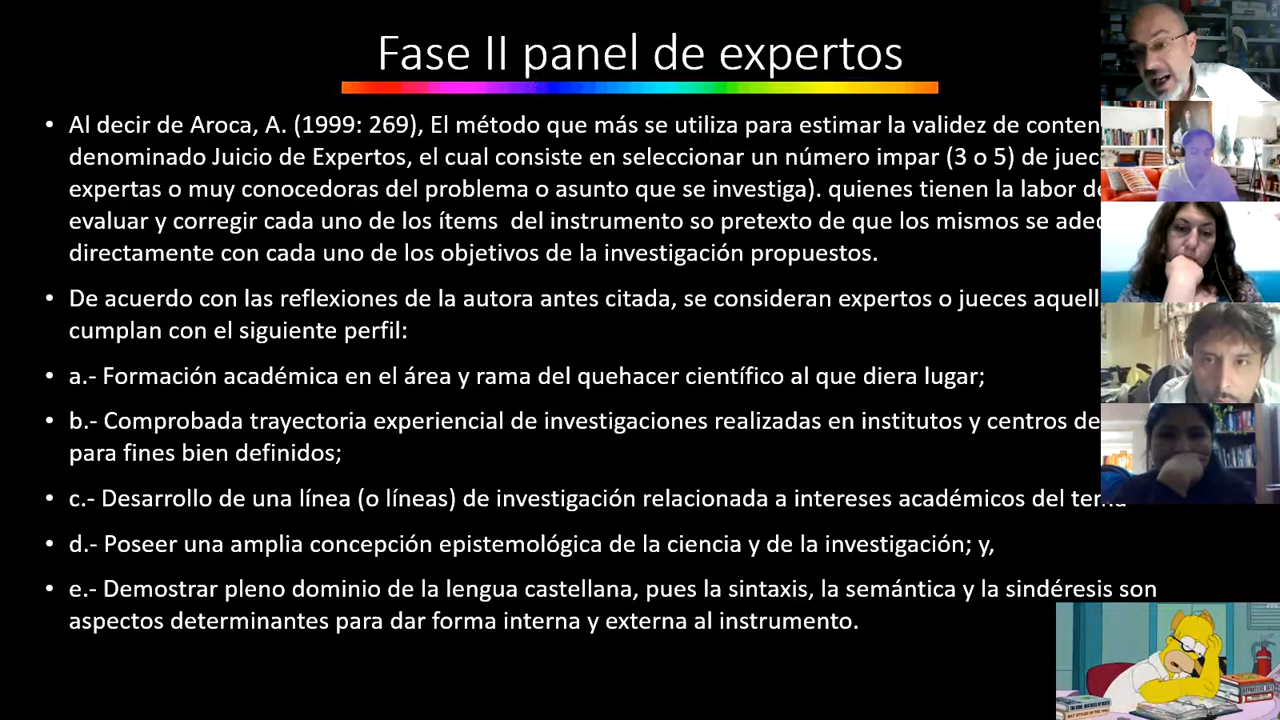 Fase II panel de expertos
• Al decir de Aroca, A. (1999: 269), El método que más se utiliza para estimar la validez de
denominado Juicio de Expertos, el cual consiste en seleccionar un número impar (3 o 5) de
expertas o muy conocedoras del problema o asunto que se investiga). quienes tienen la labor
evaluar y corregir cada uno de los ítems del instrumento so pretexto de que los mismos se
directamente con cada uno de los objetivos de la investigación propuestos.
• De acuerdo con las reflexiones de la autora antes citada, se consideran expertos o jueces
cumplan con el siguiente perfil:
• a.- Formación académica en el área y rama del quehacer científico al que diera lugar;
• b.- Comprobada trayectoria experiencial de investigaciones realizadas en institutos y centros de
para fines bien definidos;
• c.- Desarrollo de una línea (o líneas) de investigación relacionada a intereses académicos del
• d.- Poseer una amplia concepción epistemológica de la ciencia y de la investigación; y,
• e.- Demostrar pleno dominio de la lengua castellana, pues la sintaxis, la semántica y la sindéresis son
aspectos determinantes para dar forma interna y externa al instrumento.